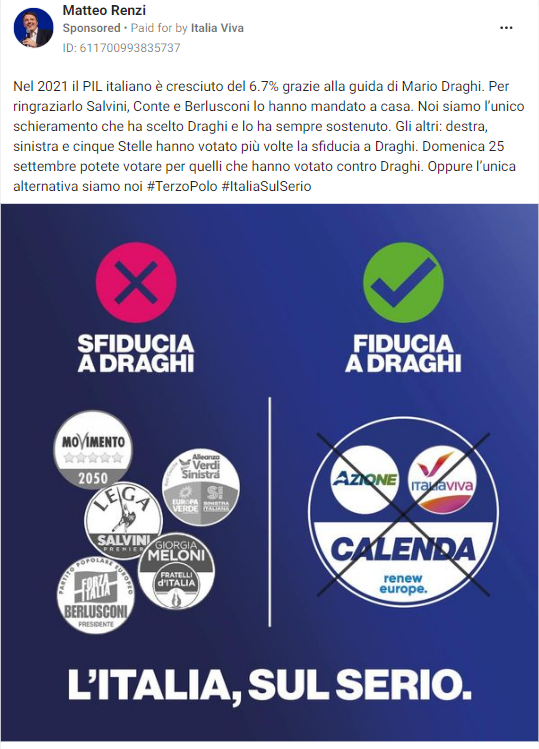 Matteo Renzi
Sponsored • Paid for by Italia Viva
ID: 611700993835737
Nel 2021 il PIL italiano è cresciuto del 6.7% grazie alla guida di Mario Draghi. Per
ringraziarlo Salvini, Conte e Berlusconi lo hanno mandato a casa. Noi siamo l’unico
schieramento che ha scelto Draghi e lo ha sempre sostenuto. Gli altri: destra,
sinistra e cinque Stelle hanno votato più volte la sfiducia a Draghi. Domenica 25
settembre potete votare per quelli che hanno votato contro Draghi. Oppure l’unica
alternativa siamo noi #TerzoPolo #ItaliaSulSerio
SFIDUCIA
A DRAGHI
FIDUCIA
A DRAGHI
MOVIMENTO
2050
Alleanza
Verdi
Sinistra
EUROPA
VERDE
SI
SINISTRA
ITALIANA
LEGA
SALVINI
PREMIER
GIORGIA
MELONI
FRATELLI
d'ITALIA
PARTITO POPOLARE EUROPEO
FORZA
ITALIA
BERLUSCONI
PRESIDENTE
AZIONE
ITALIAVIVA
CALENDA
renew
europe.
L'ITALIA, SUL SERIO.